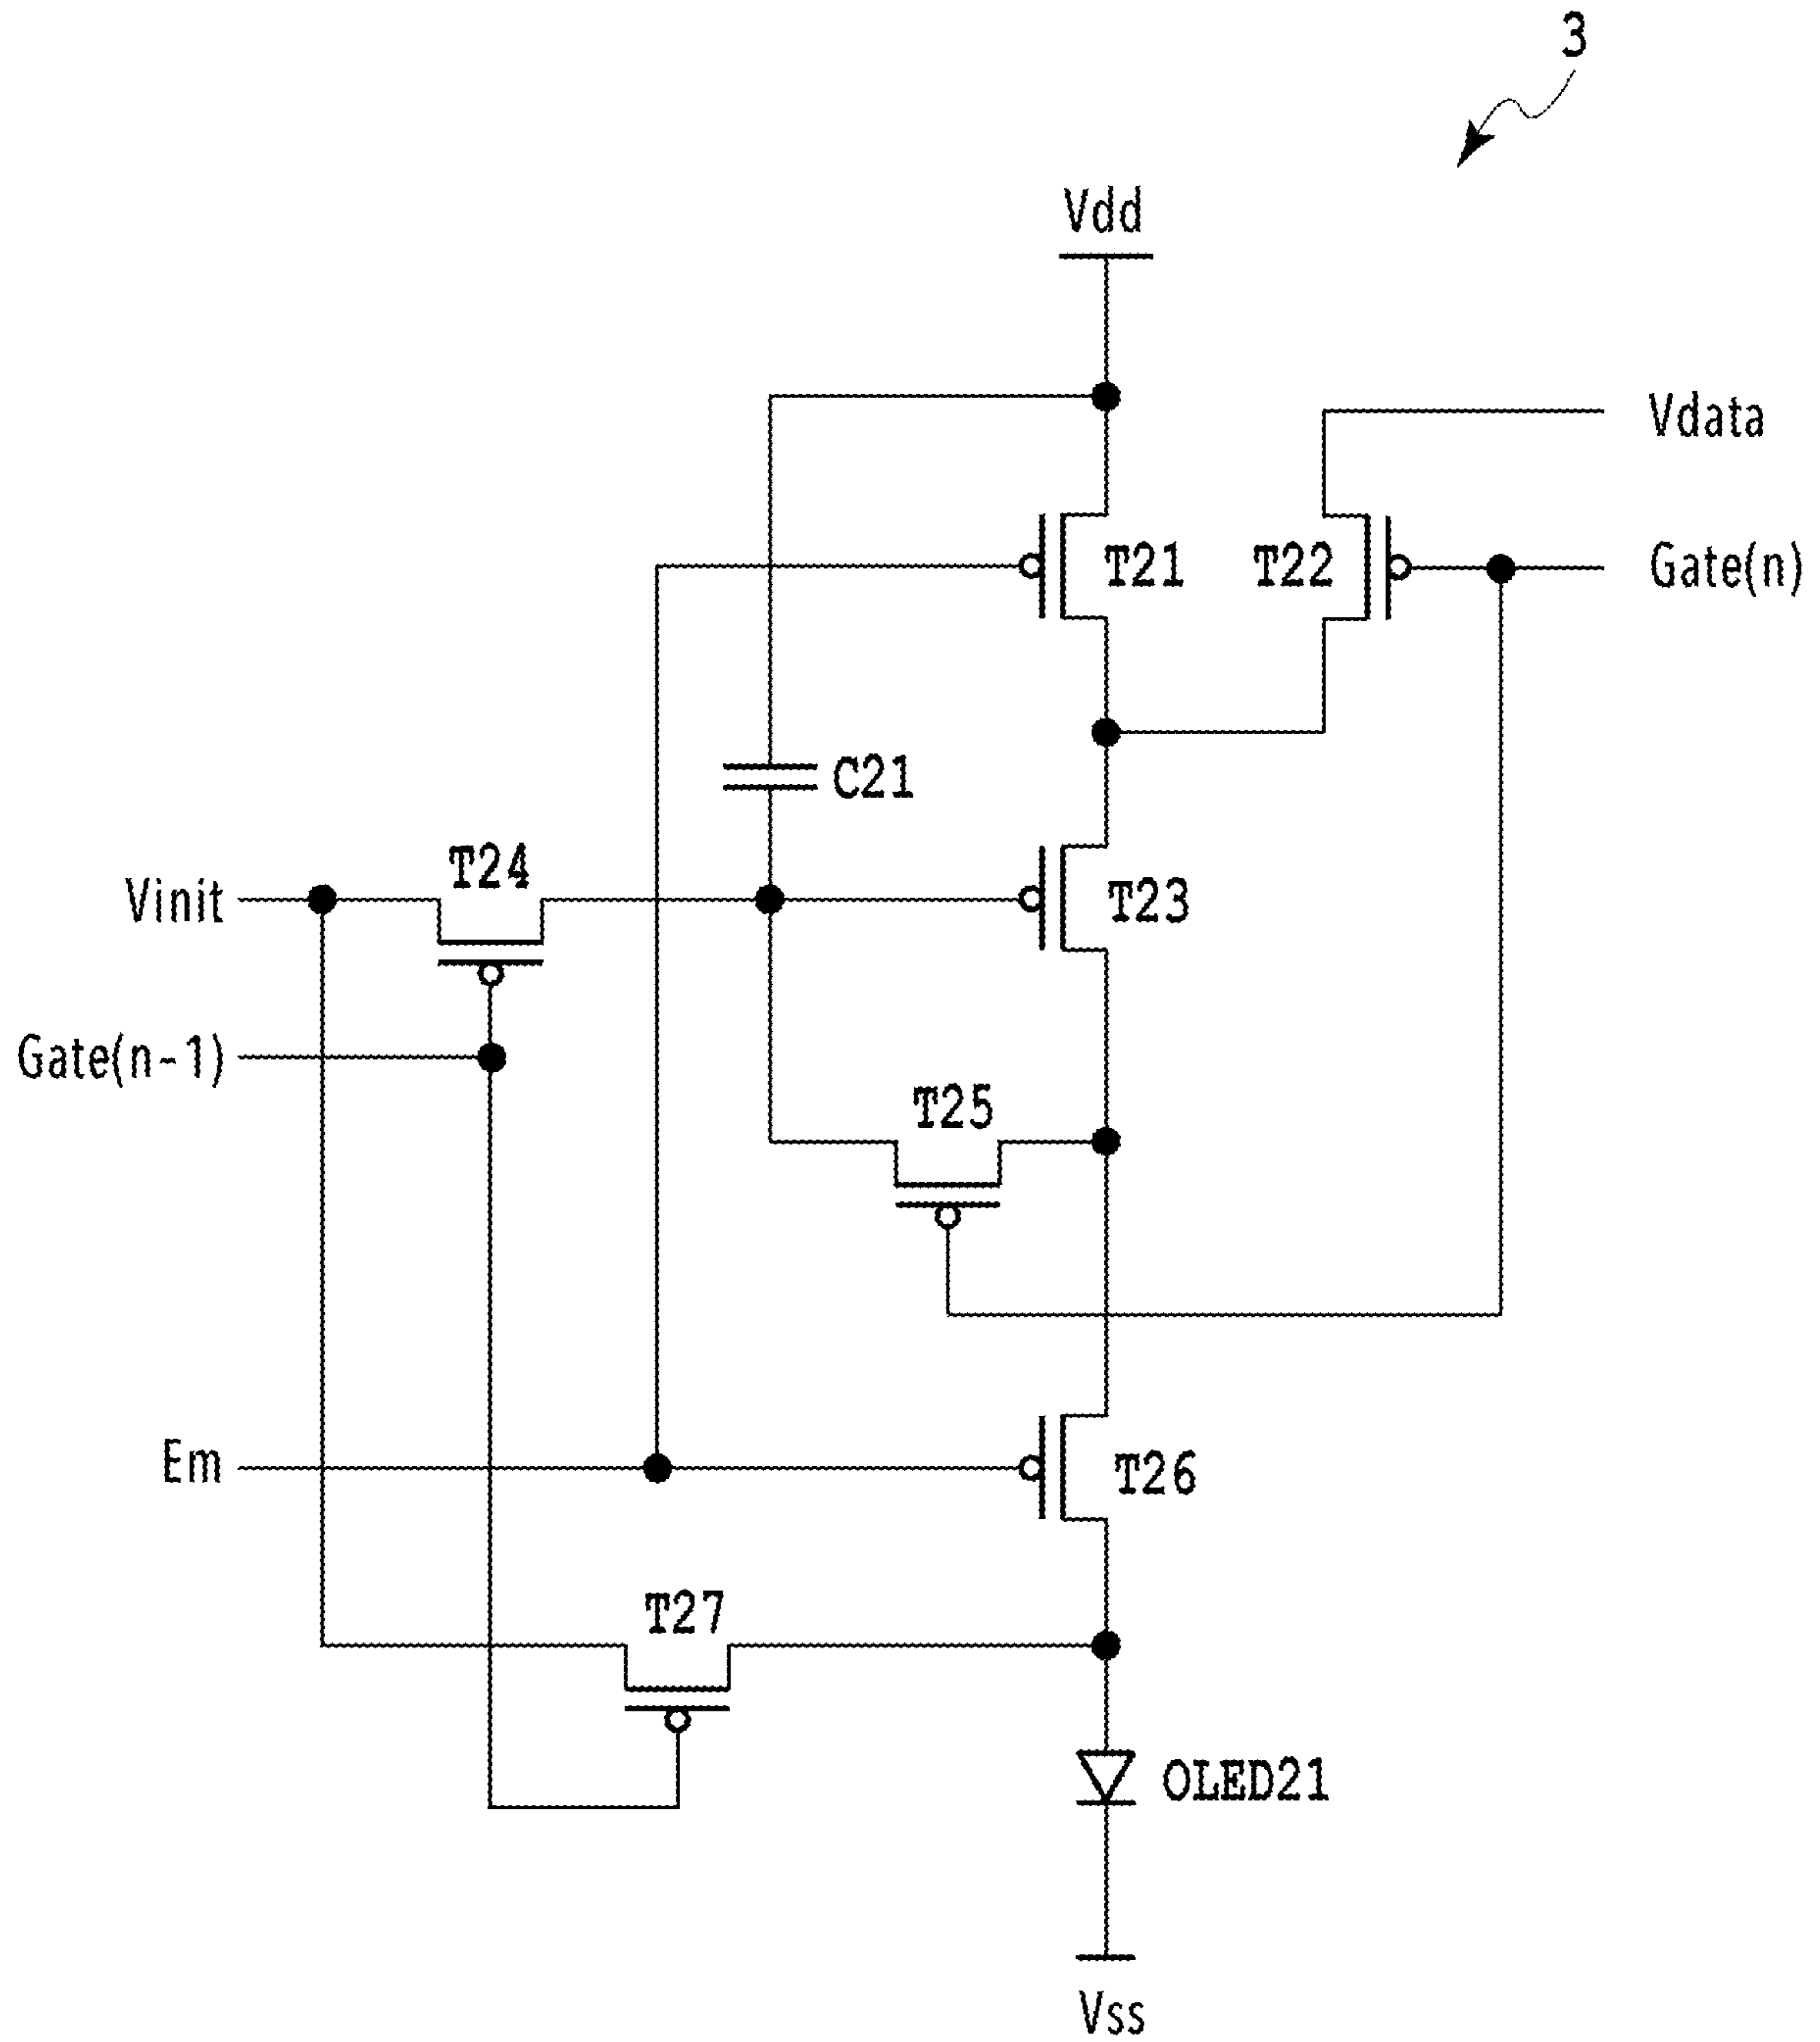 3
Vdd
Vdata
T21
T22
Gate(n)
C21
T24
Vinit
T23
Gate(n-1)
T25
Em
T26
T27
OLED21
Vss